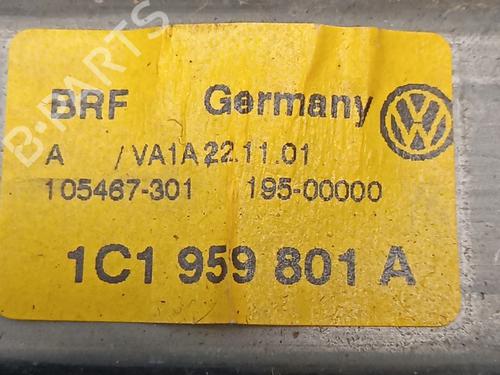 B-PARTS
BRF Germany
A /VA1A 22.11.01
105467-301 195-00000
1C1 959 801 A